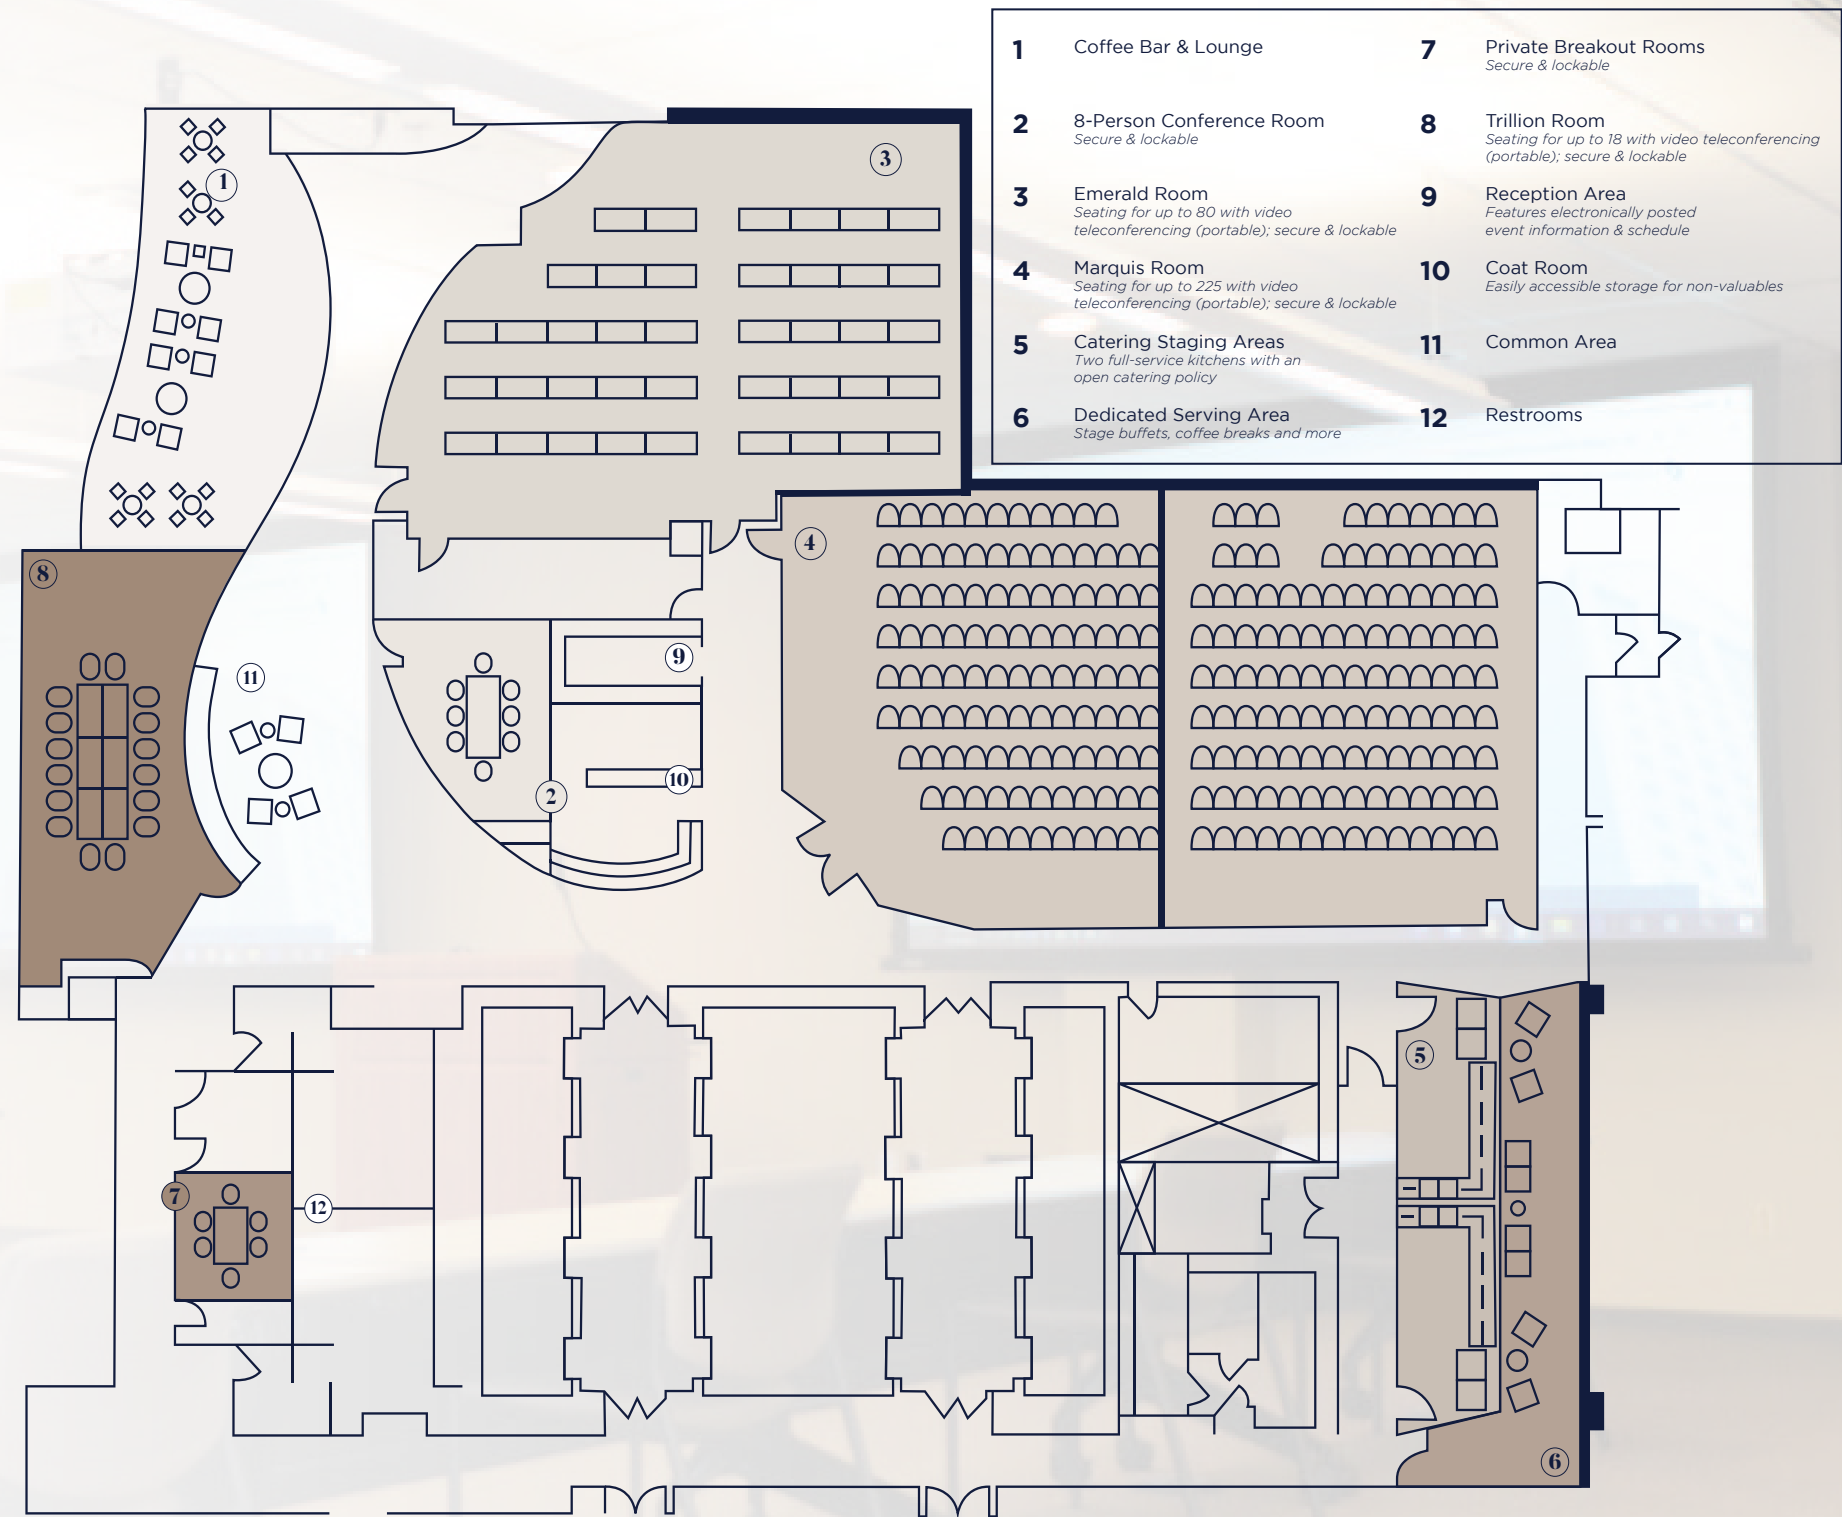 1 Coffee Bar & Lounge
2 8-Person Conference Room
Secure & lockable
3 Emerald Room
Seating for up to 80 with video
teleconferencing (portable); secure & lockable
4 Marquis Room
Seating for up to 225 with video
teleconferencing (portable); secure & lockable
5 Catering Staging Areas
Two full-service kitchens with an
open catering policy
6 Dedicated Serving Area
Stage buffets, coffee breaks and more
7 Private Breakout Rooms
Secure & lockable
8 Trillion Room
Seating for up to 18 with video teleconferencing
(portable); secure & lockable
9 Reception Area
Features electronically posted
event information & schedule
10 Coat Room
Easily accessible storage for non-valuables
11 Common Area
12 Restrooms
3
1
4
8
9
11
10
2
5
7
12
6